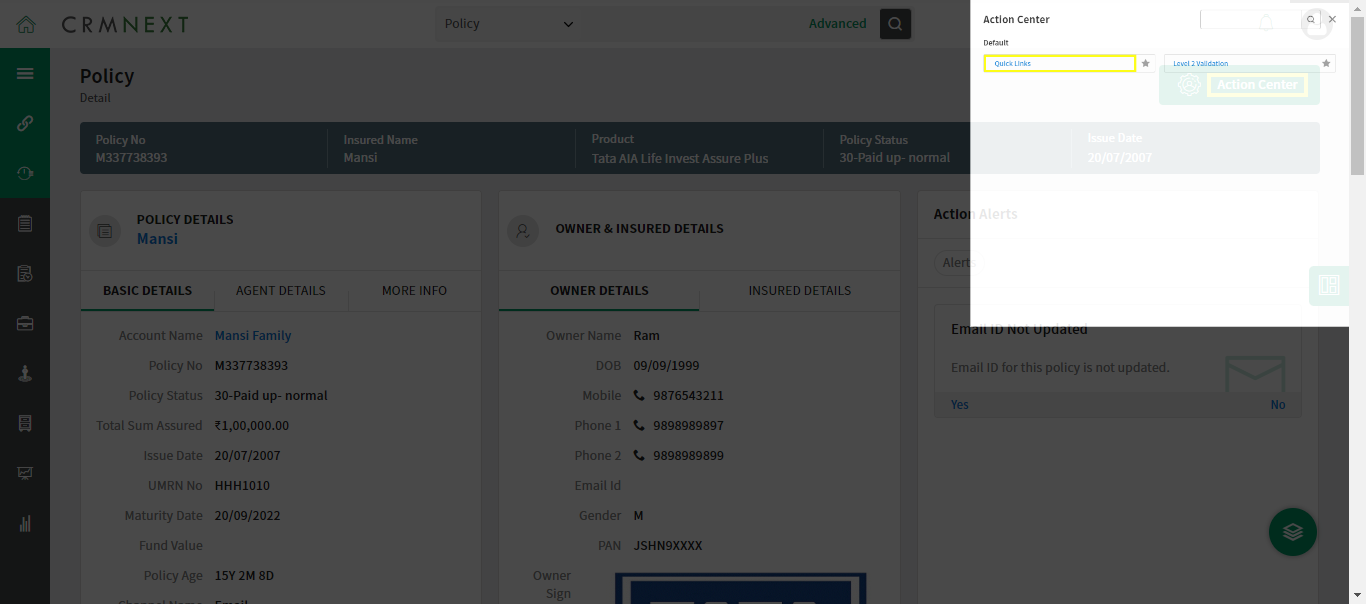 CRMNEXT
Policy
Advanced
Action Center
Default
Quick Links
Level 2 Validation
Action Center
Policy
Detail
Policy No
M337738393
Insured Name
Mansi
Product
Tata AIA Life Invest Assure Plus
Policy Status
30-Paid up- normal
Issue Date
20/07/2007
POLICY DETAILS
Mansi
BASIC DETAILS
AGENT DETAILS
MORE INFO
Account Name Mansi Family
Policy No M337738393
Policy Status 30-Paid up- normal
Total Sum Assured ₹1,00,000.00
Issue Date 20/07/2007
UMRN No HHH1010
Maturity Date 20/09/2022
Fund Value
Policy Age 15Y 2M 8D
Channel Name Email
OWNER & INSURED DETAILS
OWNER DETAILS
INSURED DETAILS
Owner Name Ram
DOB 09/09/1999
Mobile 9876543211
Phone 1 9898989897
Phone 2 9898989899
Email Id
Gender M
PAN JSHN9XXXX
Owner
Sign
Action Alerts
Alerts
Email ID Not Updated
Email ID for this policy is not updated.
Yes
No